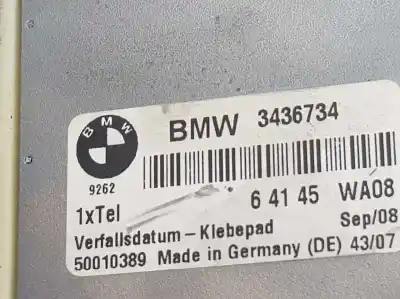 BMW
BMW 3436734
9262
1xTel 6 41 45 WA08
Verfallsdatum – Klebepad Sep/08
50010389 Made in Germany (DE) 43/07